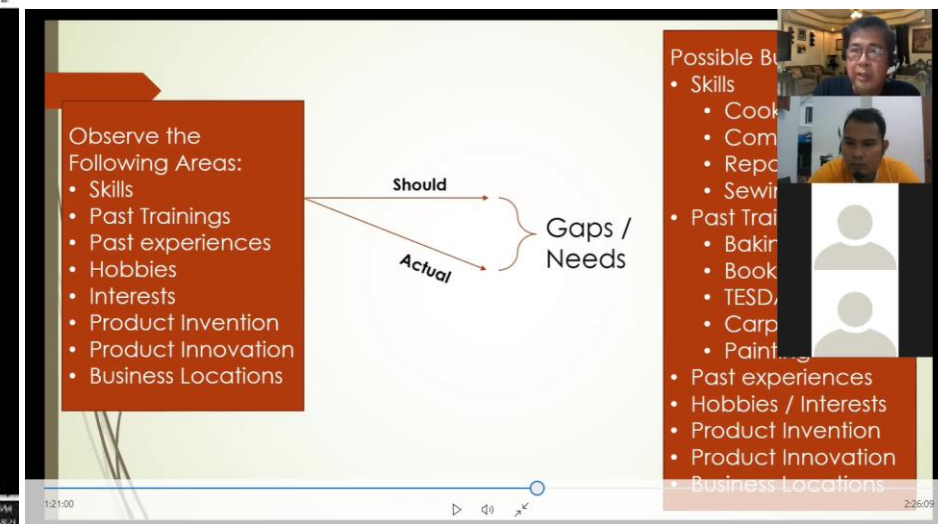 Observe the
Following Areas:
• Skills
• Past Trainings
• Past experiences
• Hobbies
• Interests
• Product Invention
• Product Innovation
• Business Locations
Should
Actual
Gaps /
Needs
Possible
• Skills
• Past
• Past experiences
• Hobbies / Interests
• Product Invention
• Product Innovation
• Business Locations
1:21:00
2:26:09